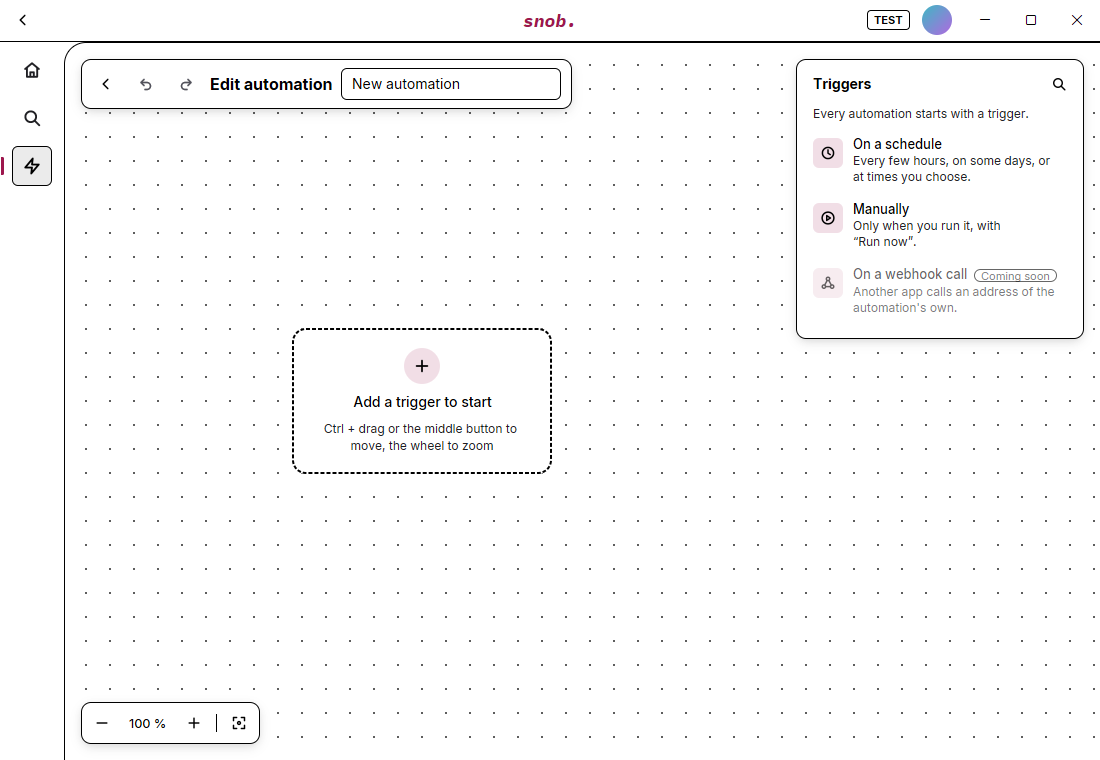 snob.
TEST
Edit automation
New automation
Triggers
Every automation starts with a trigger.
On a schedule
Every few hours, on some days, or
at times you choose.
Manually
Only when you run it, with
“Run now”.
On a webhook call Coming soon
Another app calls an address of the
automation's own.
Add a trigger to start
Ctrl + drag or the middle button to
move, the wheel to zoom
100 %